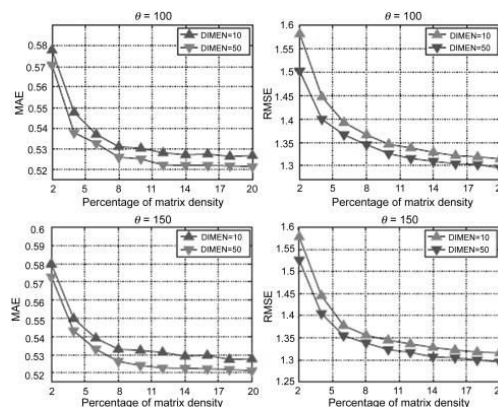 θ = 100
0.58
0.57
0.56
0.55
0.54
0.53
0.52
MAE
DIMEN=10
DIMEN=50
2 5 8 11 14 17 20
Percentage of matrix density
θ = 100
1.6
1.55
1.5
1.45
1.4
1.35
1.3
RMSE
DIMEN=10
DIMEN=50
2 5 8 11 14 17 2
Percentage of matrix density
θ = 150
0.6
0.59
0.58
0.57
0.56
0.55
0.54
0.53
0.52
MAE
DIMEN=10
DIMEN=50
2 5 8 11 14 17 20
Percentage of matrix density
θ = 150
1.6
1.55
1.5
1.45
1.4
1.35
1.3
1.25
RMSE
DIMEN=10
DIMEN=50
2 5 8 11 14 17 2
Percentage of matrix density